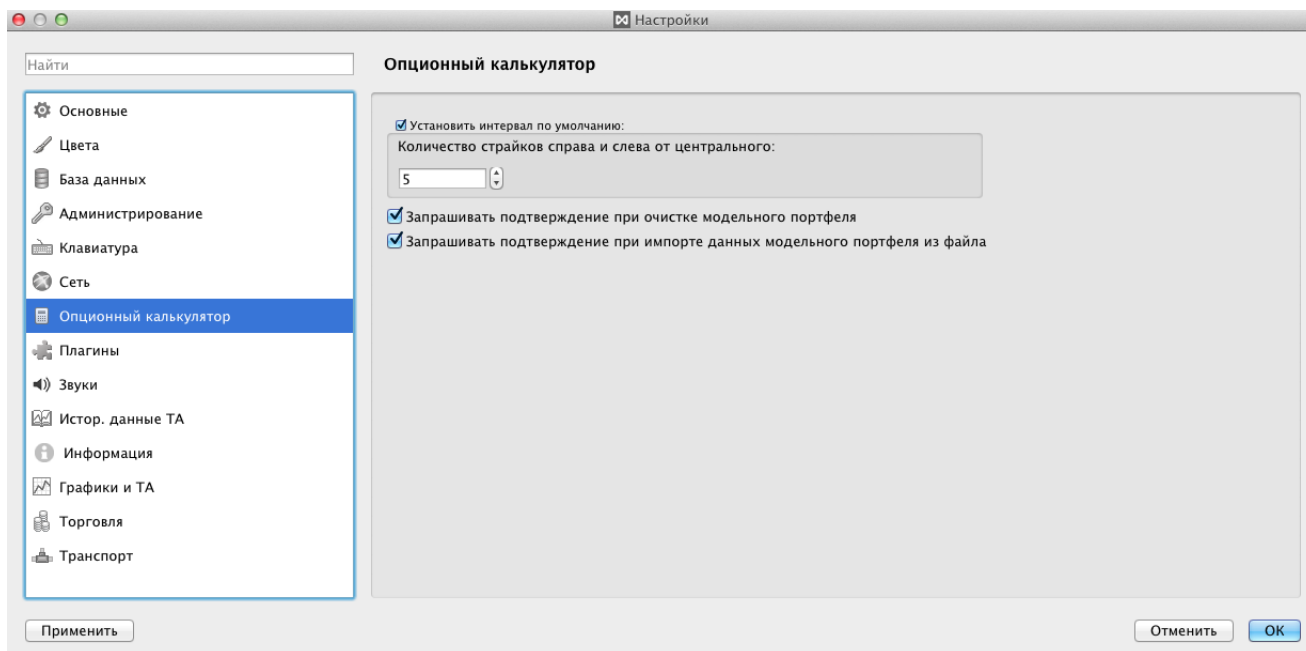 Настройки
Найти
Основные
Цвета
База данных
Администрирование
Клавиатура
Сеть
Опционный калькулятор
Плагины
Звуки
Истор. данные ТА
Информация
Графики и ТА
Торговля
Транспорт
Опционный калькулятор
Установить интервал по умолчанию:
Количество страйков справа и слева от центрального:
5
Запрашивать подтверждение при очистке модельного портфеля
Запрашивать подтверждение при импорте данных модельного портфеля из файла
Применить
Отменить
OK